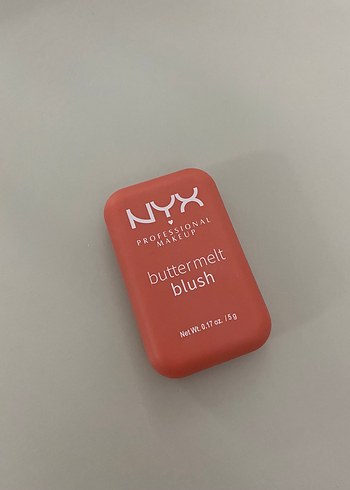 NYX
PROFESSIONAL
MAKEUP
buttermelt
blush
Net Wt. 0.17 oz. / 5 g